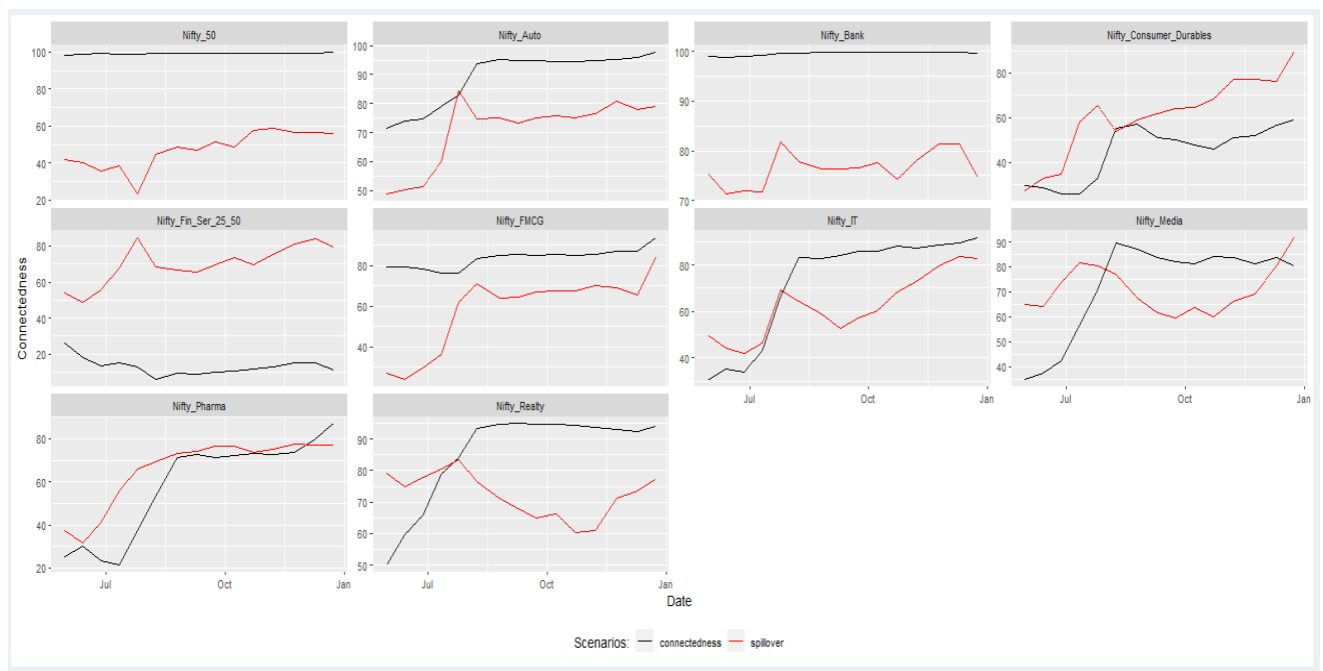 Nifty_50
Nifty_Auto
Nifty_Bank
Nifty_Consumer_Durables
100
80
60
40
20
100
90
80
70
60
50
100
90
80
70
80
60
40
Nifty_Fin_Ser_25_50
Nifty_FMCG
Nifty_IT
Nifty_Media
80
60
40
20
80
60
40
80
60
40
90
80
70
60
50
40
Jul
Oct
Jan
Jul
Oct
Jan
Connectedness
Nifty_Pharma
Nifty_Realty
80
60
40
20
90
80
70
60
50
Jul
Oct
Jan
Jul
Oct
Jan
Date
Scenarios: connectedness spillover